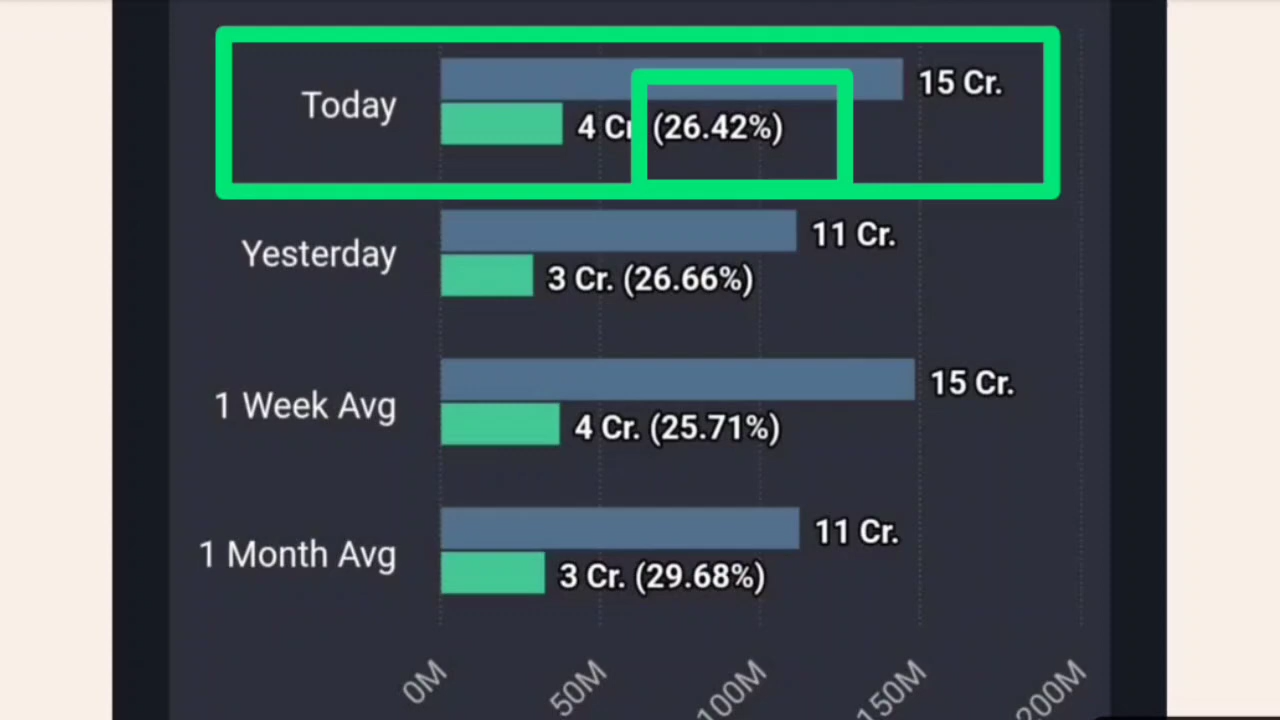 Today
15 Cr.
4 Cr (26.42%)
Yesterday
11 Cr.
3 Cr. (26.66%)
1 Week Avg
15 Cr.
4 Cr. (25.71%)
1 Month Avg
11 Cr.
3 Cr. (29.68%)
0M 50M 100M 150M 200M